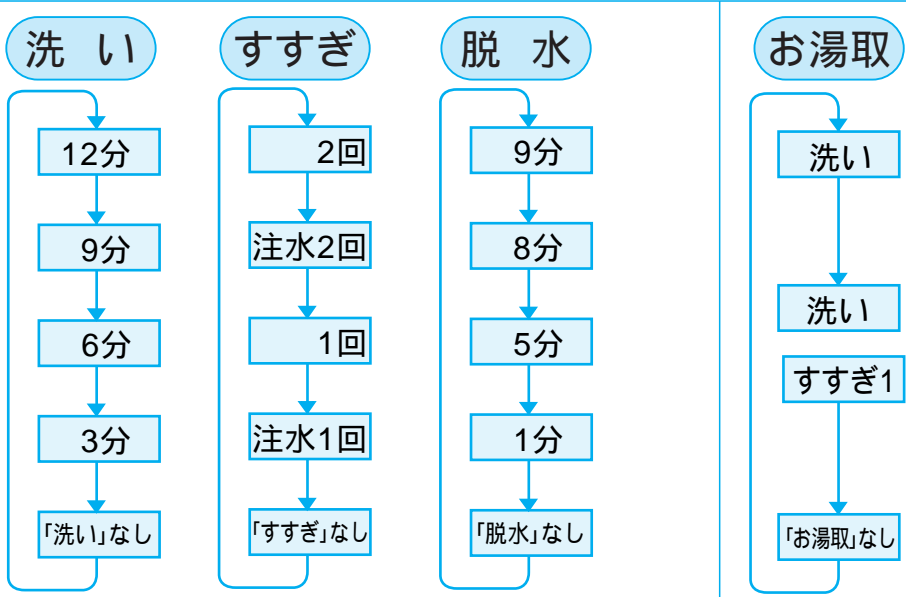 洗い
12分
9分
6分
3分
「洗い」なし
すすぎ
2回
注水2回
1回
注水1回
「すすぎ」なし
脱水
9分
8分
5分
1分
「脱水」なし
お湯取
洗い
洗い
すすぎ1
「お湯取」なし